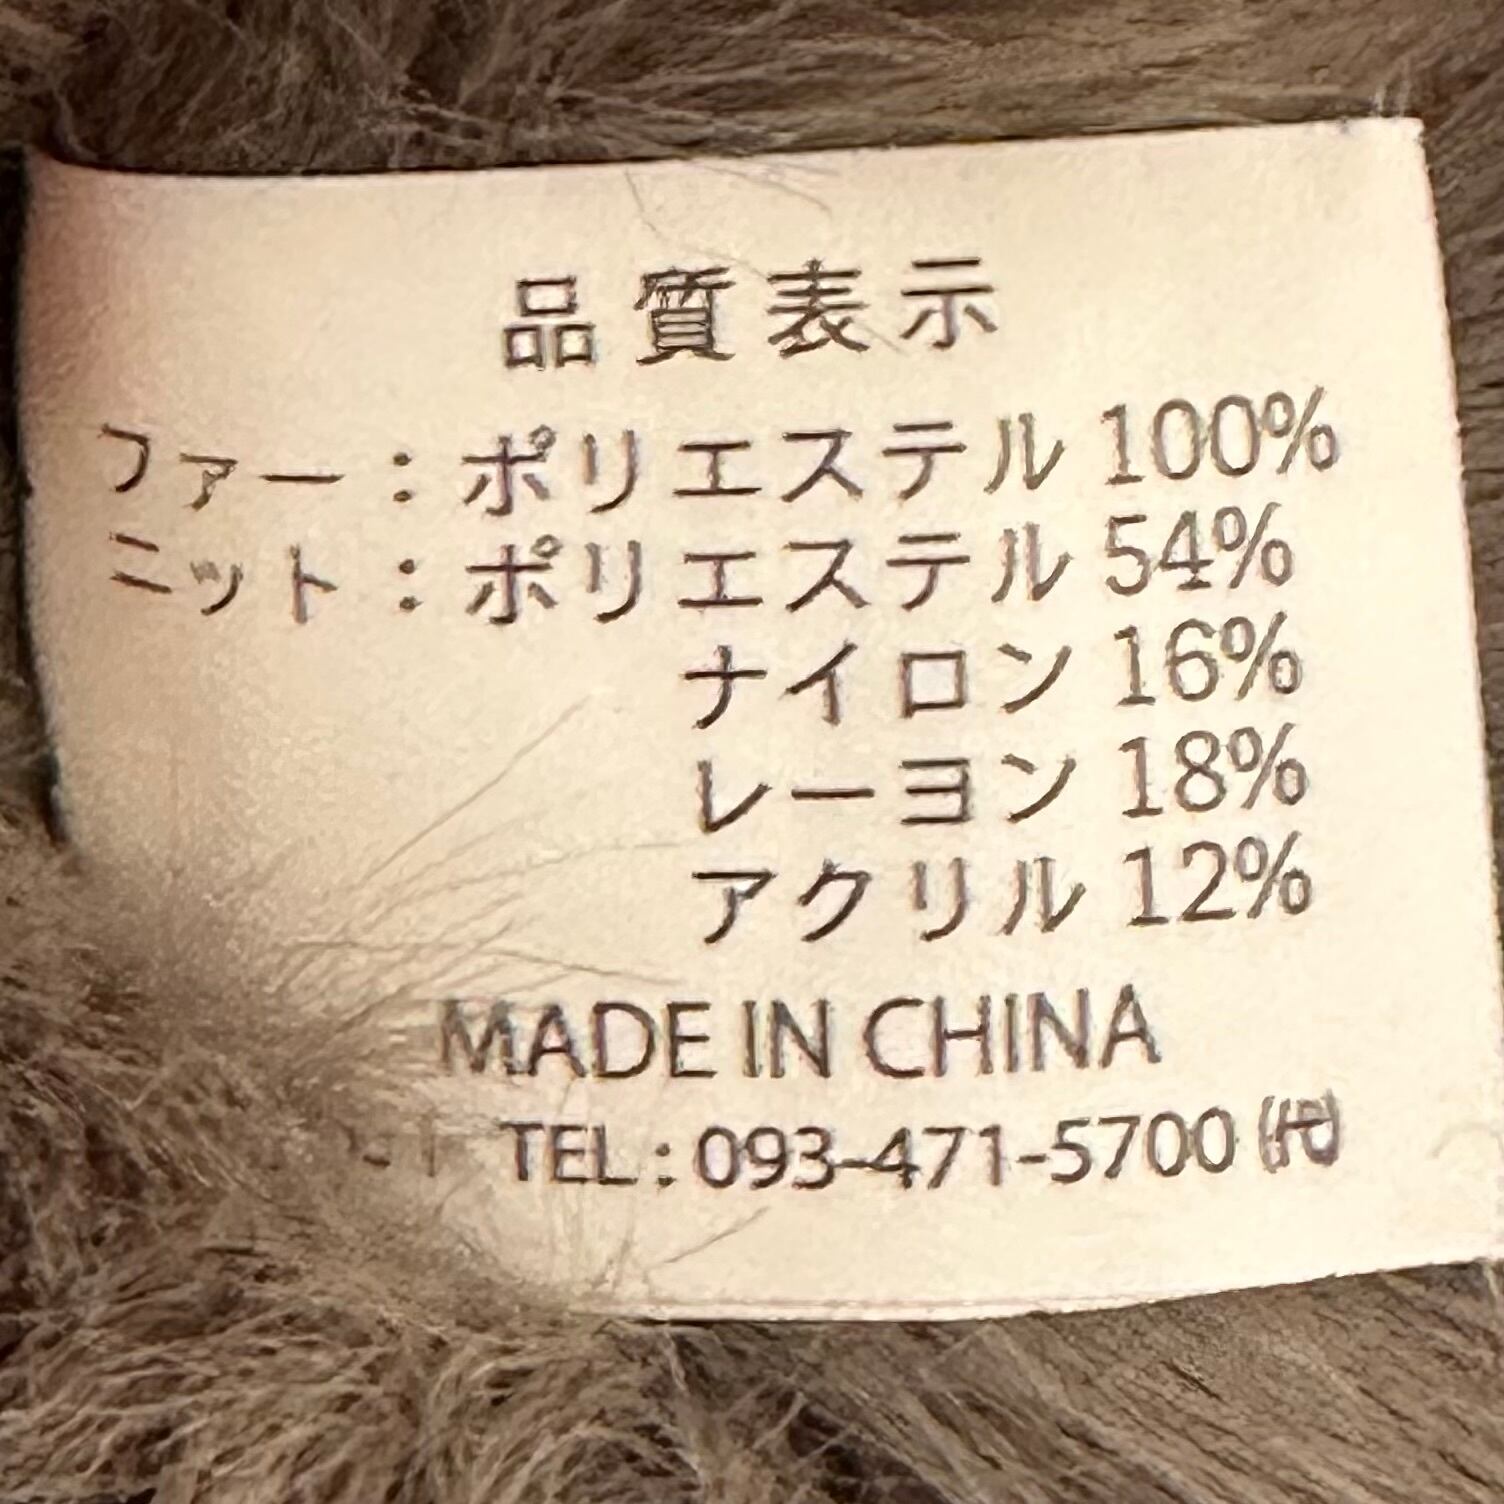 品質表示
ファー：ポリエステル 100%
ニット：ポリエステル 54%
ナイロン 16%
レーヨン 18%
アクリル 12%
MADE IN CHINA
TEL : 093-471-5700 ㈹